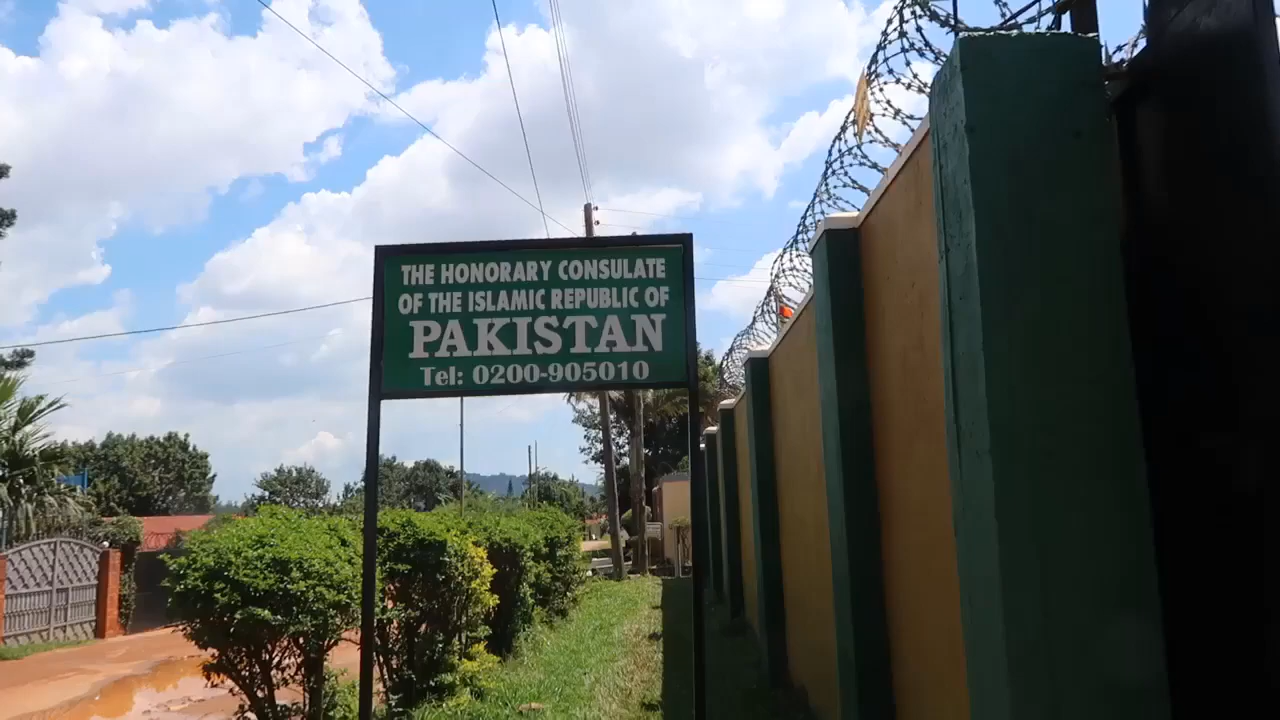 THE HONORARY CONSULATE
OF THE ISLAMIC REPUBLIC OF
PAKISTAN
Tel: 0200-905010